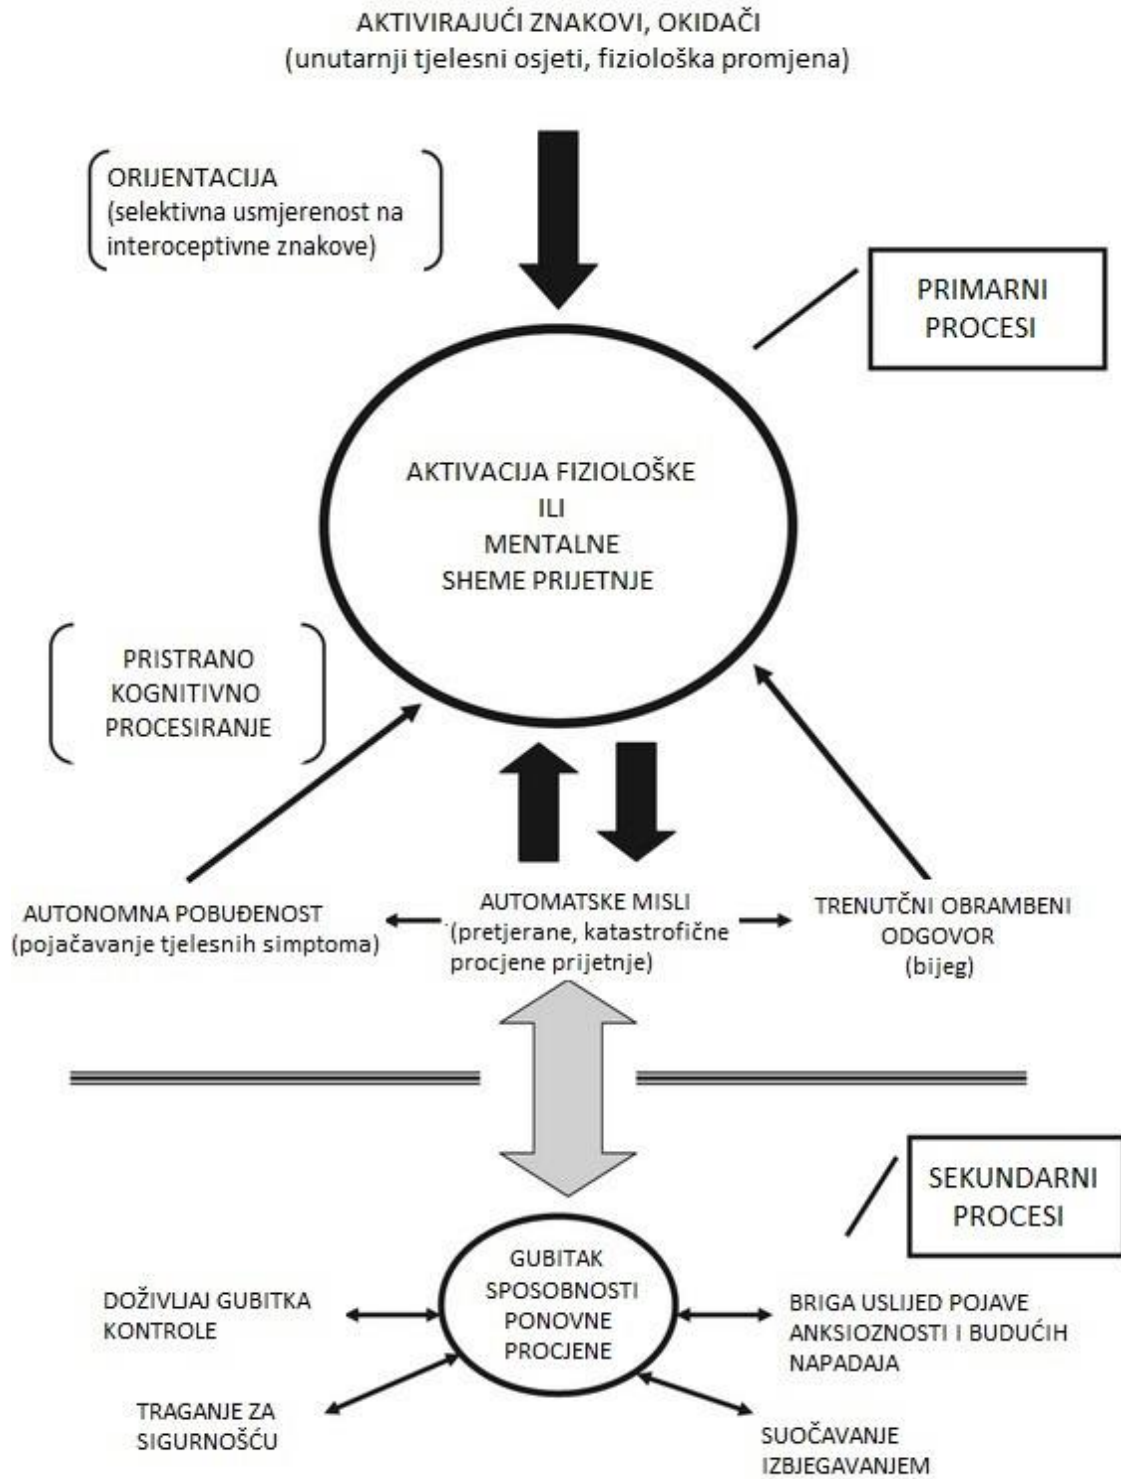 AKTIVIRAJUĆI ZNAKOVI, OKIDAČI
(unutarnji tjelesni osjeti, fiziološka promjena)
ORIJENTACIJA
(selektivna usmjerenost na
interoceptivne znakove)
PRIMARNI
PROCESI
AKTIVACIJA FIZIOLOŠKE
ILI
MENTALNE
SHEME PRIJETNJE
PRISTRANO
KOGNITIVNO
PROCESIRANJE
AUTONOMNA POBUĐENOST
(pojačavanje tjelesnih simptoma)
AUTOMATSKE MISLI
(pretjerane, katastrofične
procjene prijetnje)
TRENUTČNI OBRAMBENI
ODGOVOR
(bijeg)
SEKUNDARNI
PROCESI
GUBITAK
SPOSOBNOSTI
PONOVNE
PROCJENE
DOŽIVLJAJ GUBITKA
KONTROLE
BRIGA USLIJED POJAVE
ANKSIOZNOSTI I BUDUĆIH
NAPADAJA
TRAGANJE ZA
SIGURNOŠĆU
SUOČAVANJE
IZBJEGAVANJEM